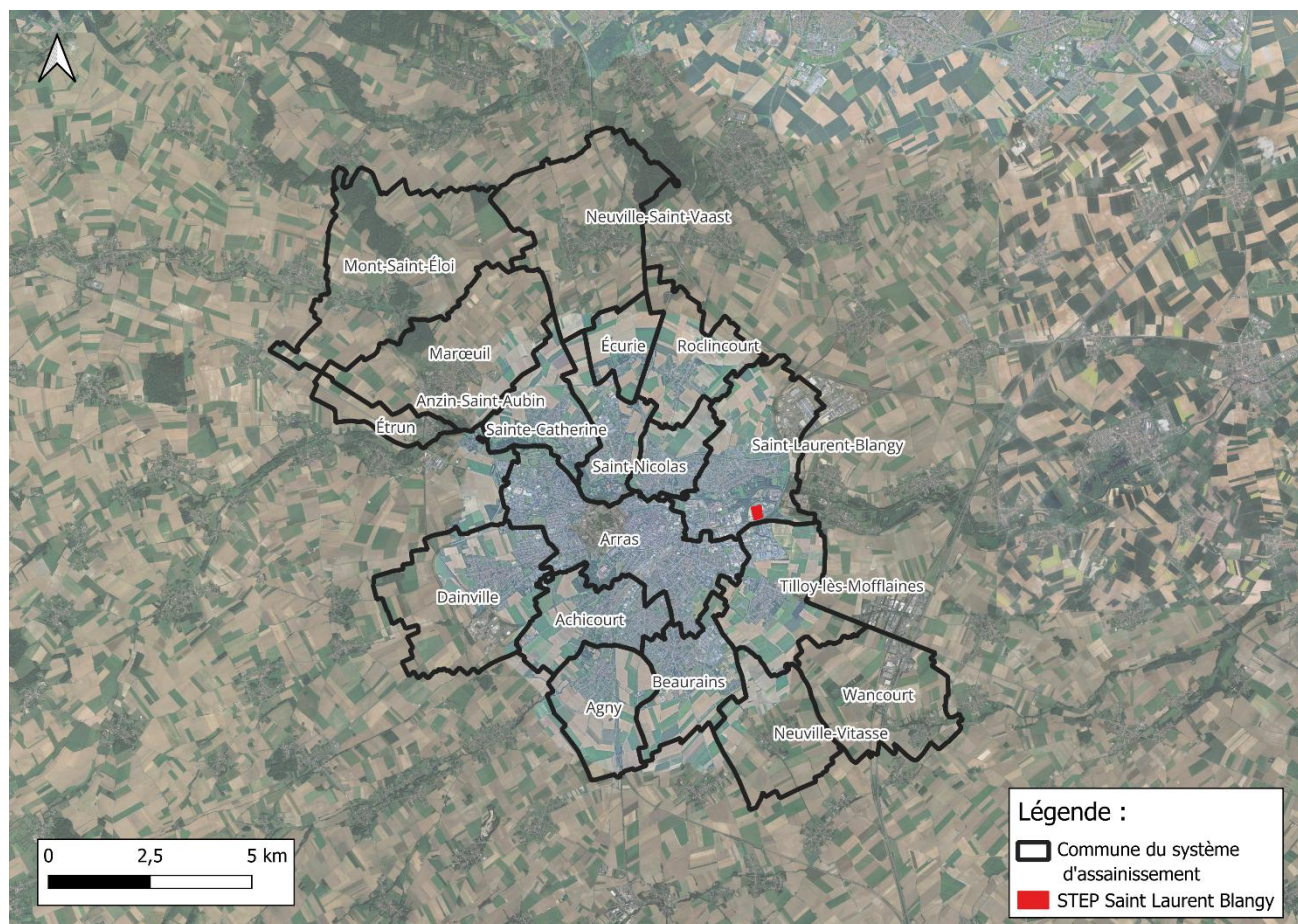 Neuville-Saint-Vaast
Mont-Saint-Éloi
Écurie
Roclincourt
Marœuil
Anzin-Saint-Aubin
Étrun
Sainte-Catherine
Saint-Laurent-Blangy
Saint-Nicolas
Arras
Tilloy-lès-Mofflaines
Dainville
Achicourt
Beaurains
Wancourt
Agny
Neuville-Vitasse
0 2,5 5 km
Légende :
Commune du système
d'assainissement
STEP Saint Laurent Blangy